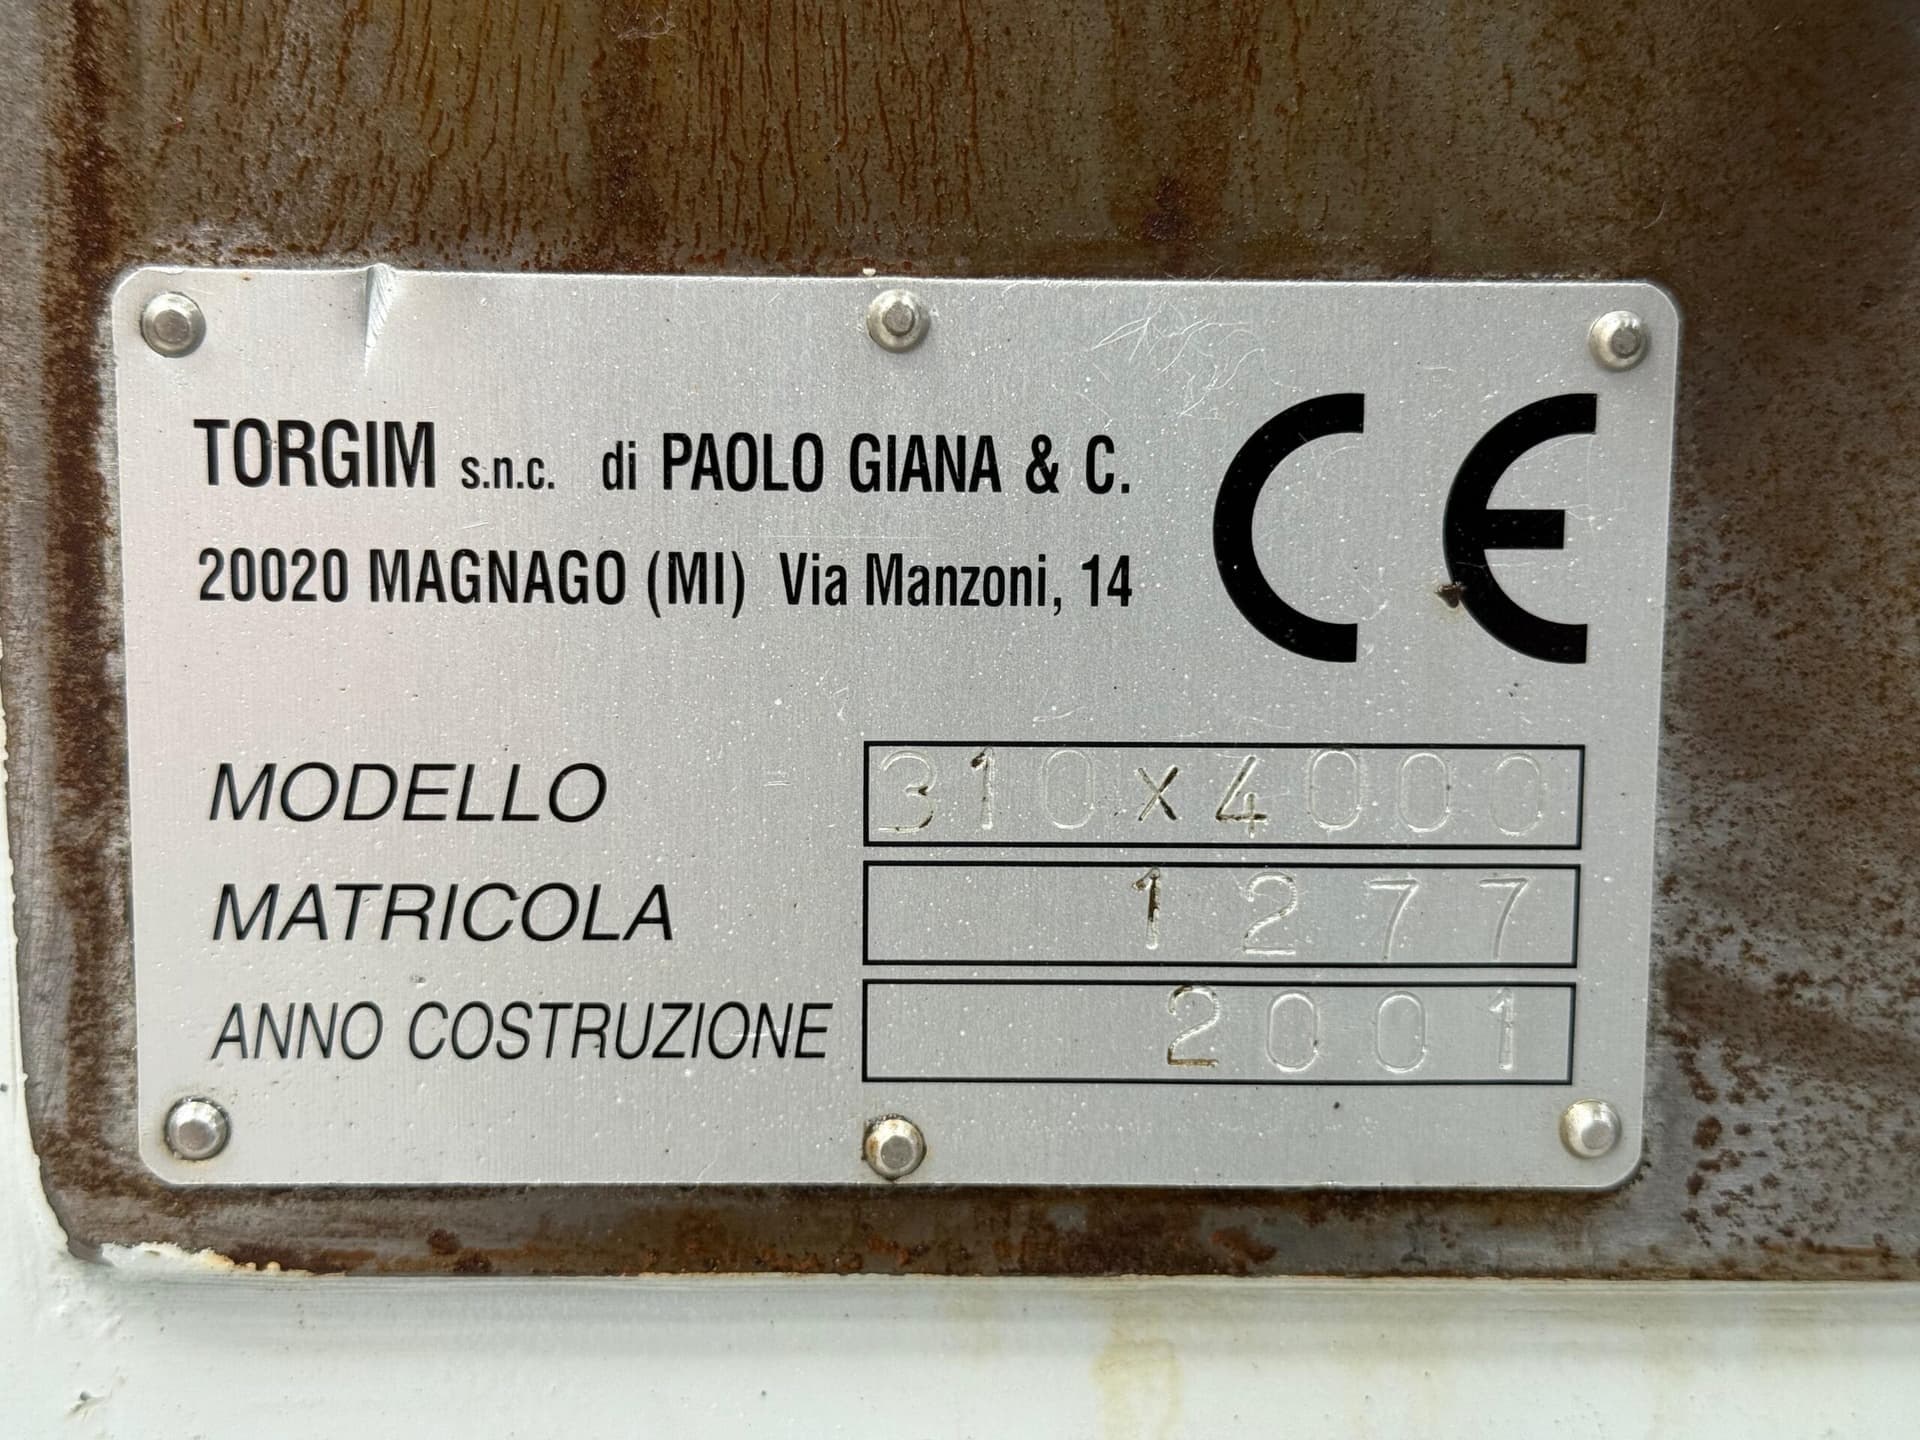 TORGIM s.n.c. di PAOLO GIANA & C.
20020 MAGNAGO (MI) Via Manzoni, 14
CE
MODELLO 310x4000
MATRICOLA 1277
ANNO COSTRUZIONE 2001